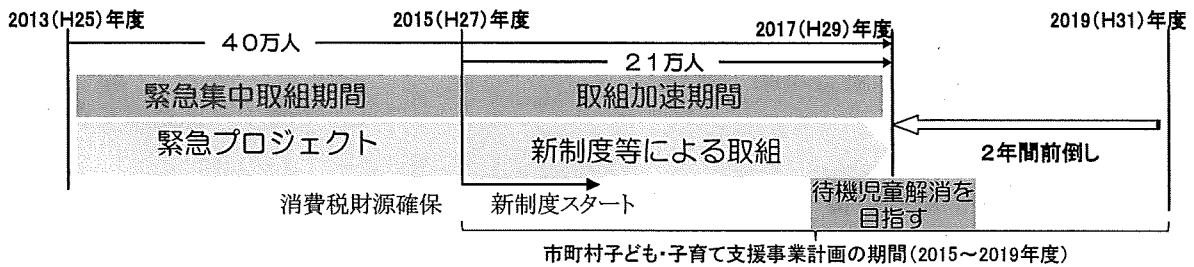 2013(H25)年度
2015(H27)年度
2019(H31)年度
40万人
2017(H29)年度
21万人
緊急集中取組期間
取組加速期間
緊急プロジェクト
新制度等による取組
2年間前倒し
消費税財源確保
新制度スタート
待機児童解消を
目指す
市町村子ども・子育て支援事業計画の期間(2015~2019年度)